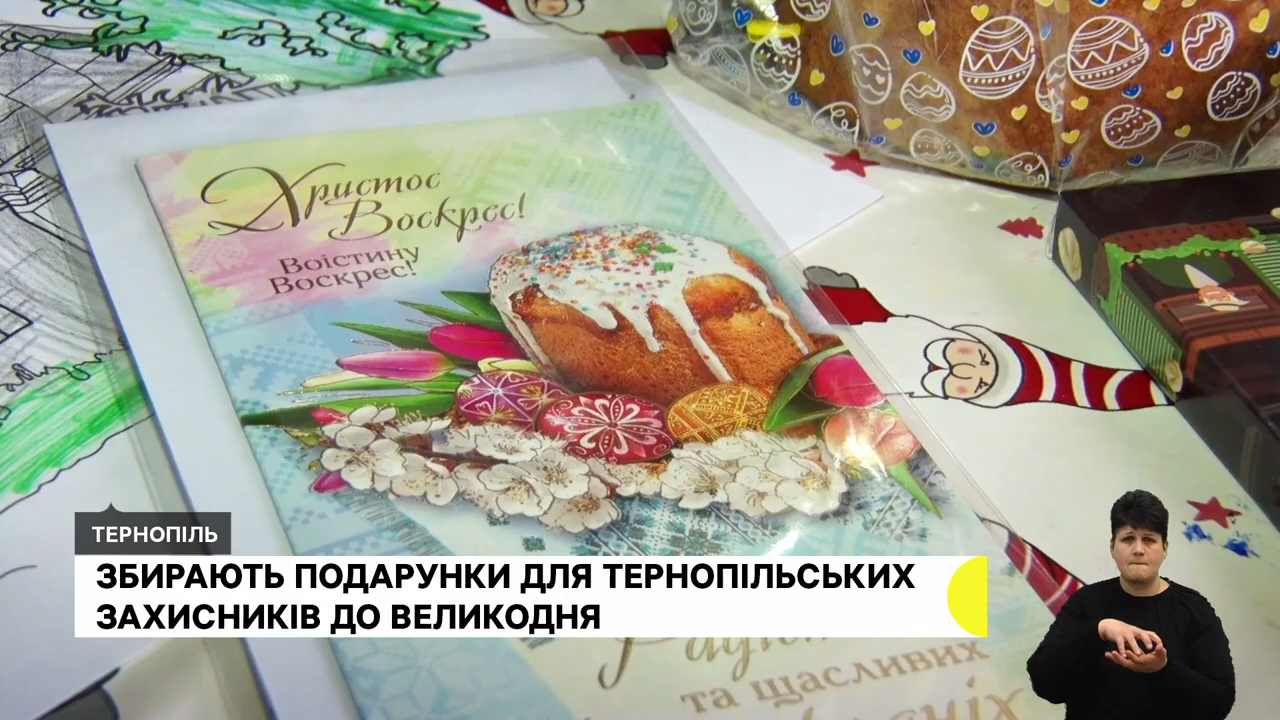 Христос
Воскрес!
Воістину
Воскрес!
ТЕРНОПІЛЬ
ЗБИРАЮТЬ ПОДАРУНКИ ДЛЯ ТЕРНОПІЛЬСЬКИХ
ЗАХИСНИКІВ ДО ВЕЛИКОДНЯ
та щасливих